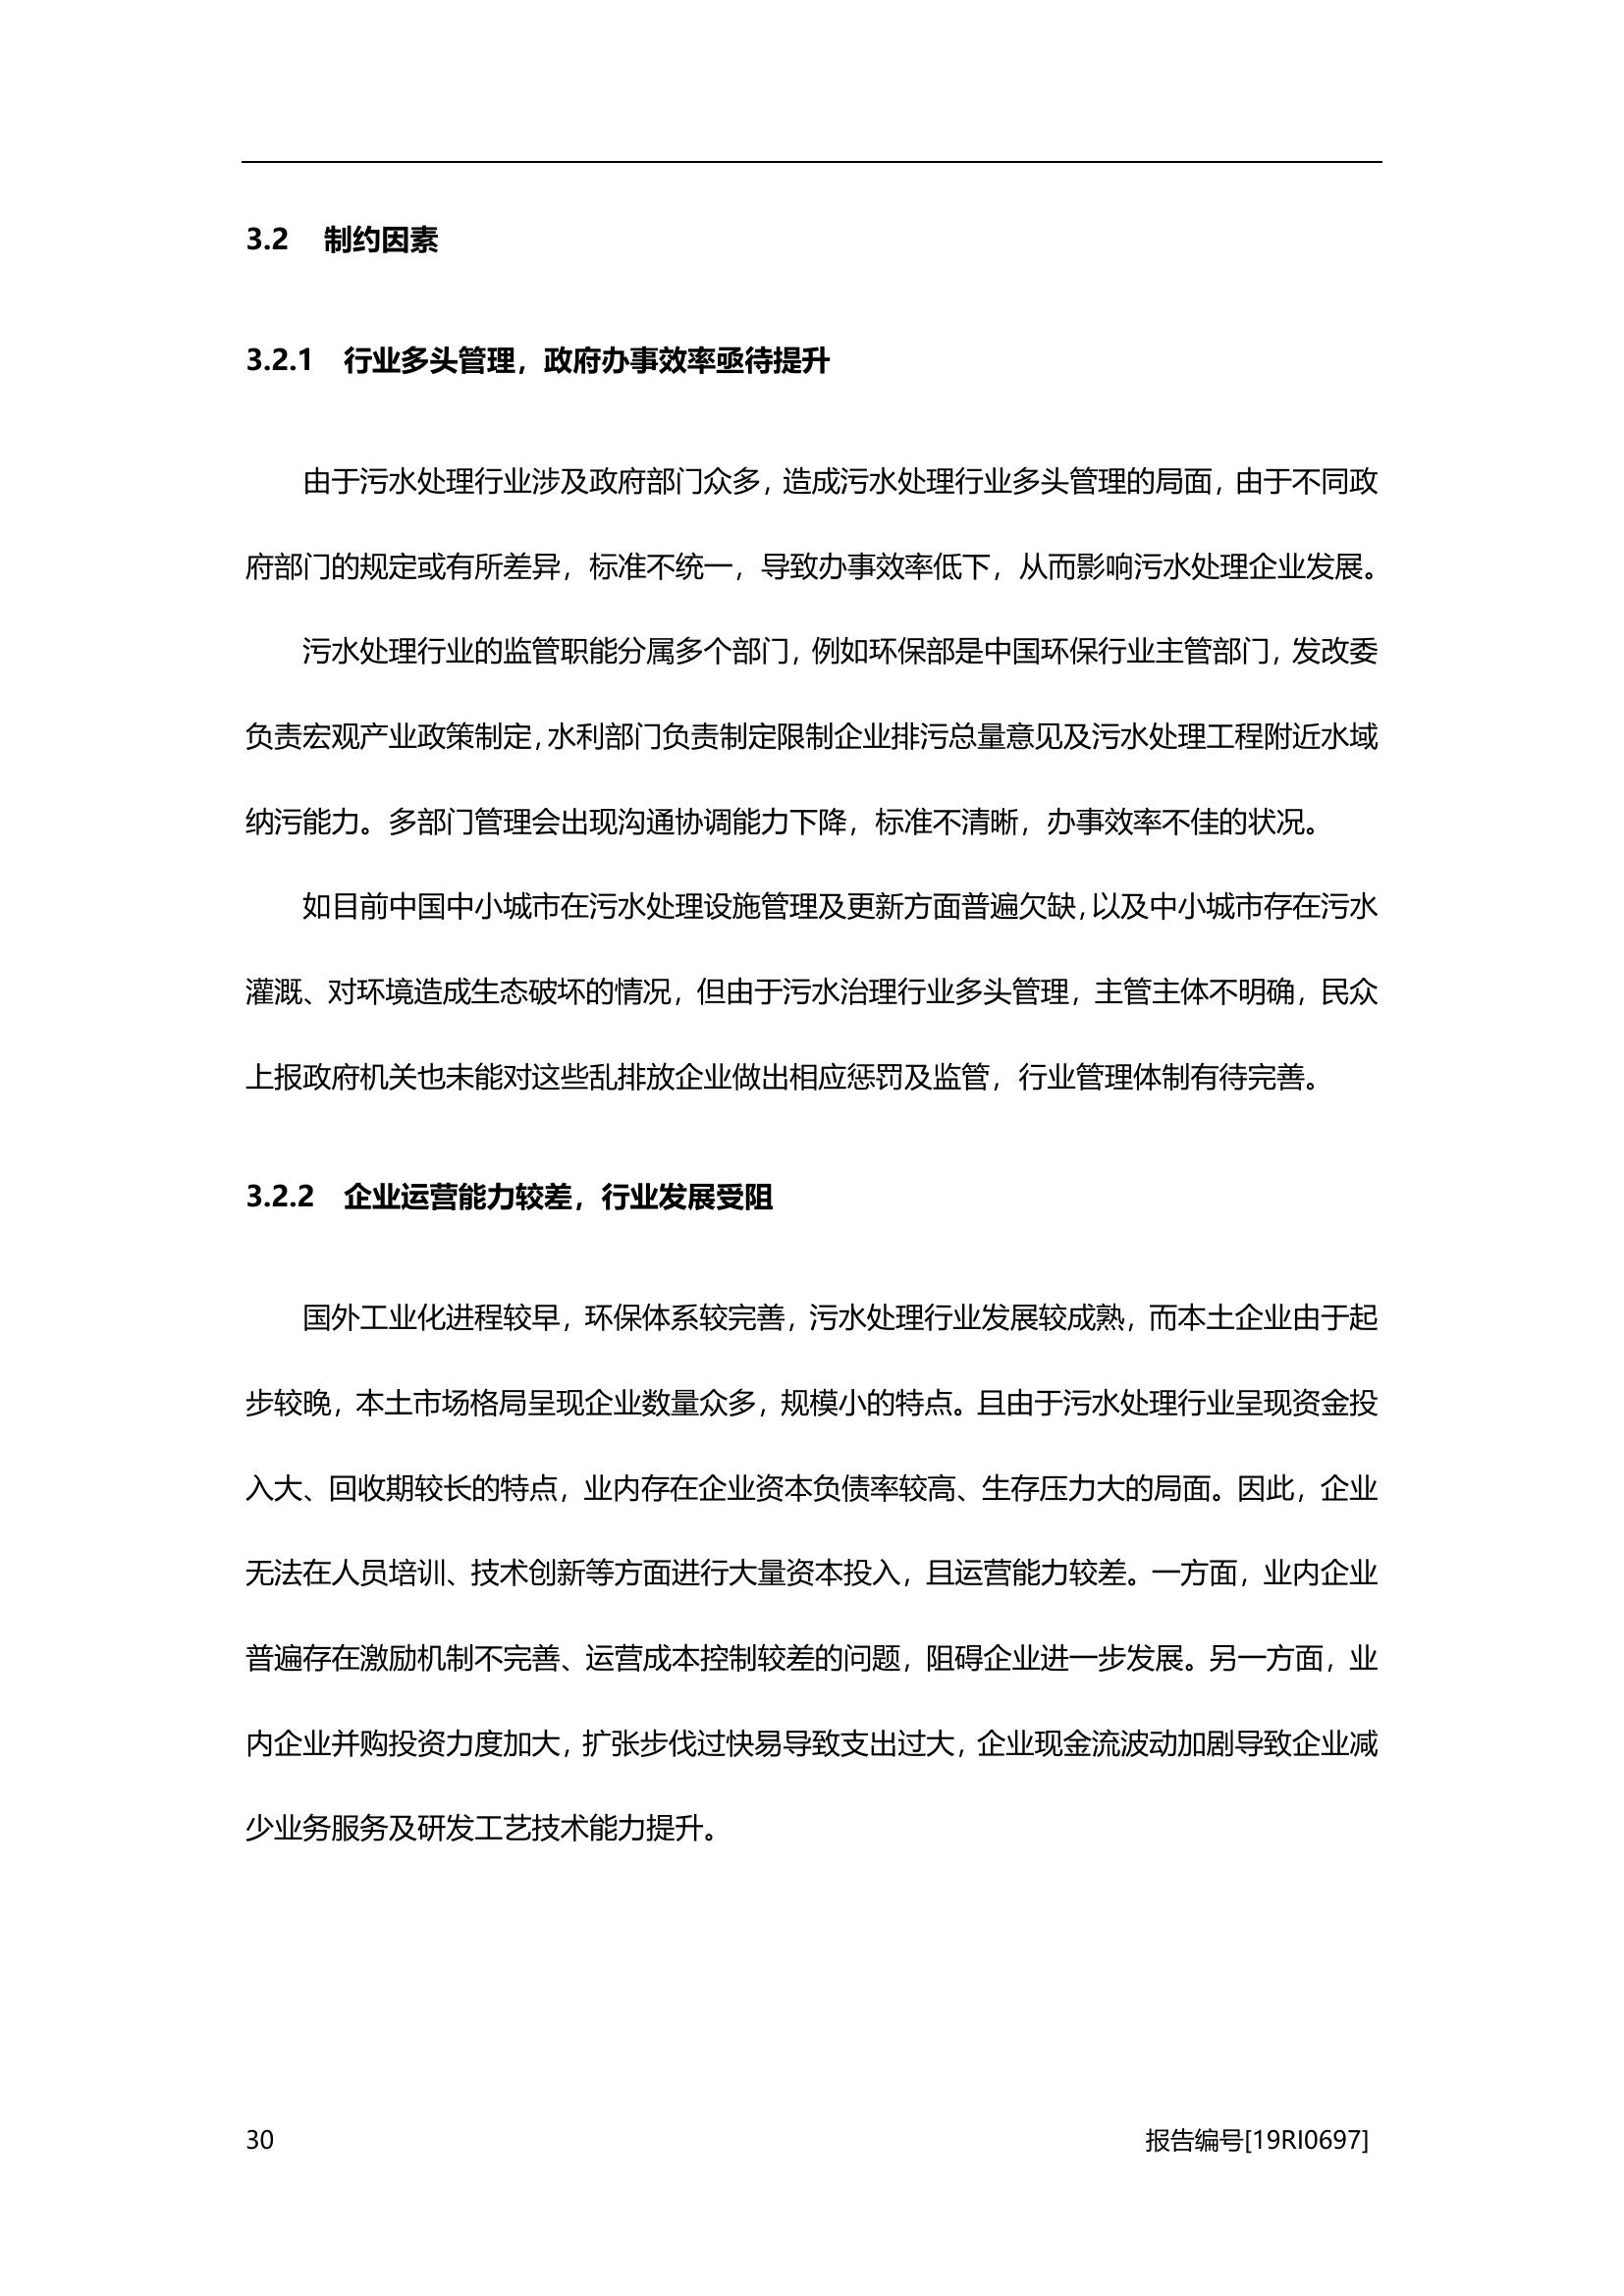 3.2 制约因素
3.2.1 行业多头管理，政府办事效率亟待提升
由于污水处理行业涉及政府部门众多，造成污水处理行业多头管理的局面，由于不同政
府部门的规定或有所差异，标准不统一，导致办事效率低下，从而影响污水处理企业发展。
污水处理行业的监管职能分属多个部门，例如环保部是中国环保行业主管部门，发改委
负责宏观产业政策制定，水利部门负责制定限制企业排污总量意见及污水处理工程附近水域
纳污能力。多部门管理会出现沟通协调能力下降，标准不清晰，办事效率不佳的状况。
如目前中国中小城市在污水处理设施管理及更新方面普遍欠缺，以及中小城市存在污水
灌溉、对环境造成生态破坏的情况，但由于污水治理行业多头管理，主管主体不明确，民众
上报政府机关也未能对这些乱排放企业做出相应惩罚及监管，行业管理体制有待完善。
3.2.2 企业运营能力较差，行业发展受阻
国外工业化进程较早，环保体系较完善，污水处理行业发展较成熟，而本土企业由于起
步较晚，本土市场格局呈现企业数量众多，规模小的特点。且由于污水处理行业呈现资金投
入大、回收期较长的特点，业内存在企业资本负债率较高、生存压力大的局面。因此，企业
无法在人员培训、技术创新等方面进行大量资本投入，且运营能力较差。一方面，业内企业
普遍存在激励机制不完善、运营成本控制较差的问题，阻碍企业进一步发展。另一方面，业
内企业并购投资力度加大，扩张步伐过快易导致支出过大，企业现金流波动加剧导致企业减
少业务服务及研发工艺技术能力提升。
30 报告编号[19RI0697]